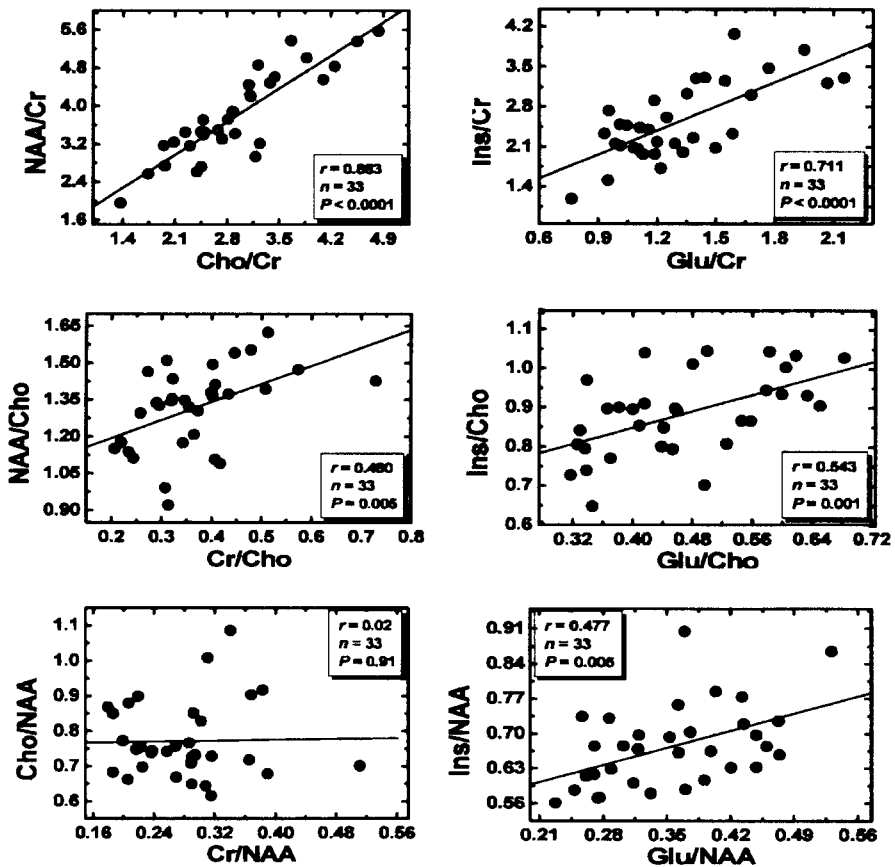 5.6
4.8
4.0
3.2
2.4
1.6
NAA/Cr
r = 0.863
n = 33
P < 0.0001
1.4 2.1 2.8 3.5 4.2 4.9
Cho/Cr
4.2
3.5
2.8
2.1
1.4
Ins/Cr
r = 0.711
n = 33
P < 0.0001
0.6 0.9 1.2 1.5 1.8 2.1
Glu/Cr
1.65
1.50
1.35
1.20
1.05
0.90
NAA/Cho
r = 0.460
n = 33
P = 0.005
0.2 0.3 0.4 0.5 0.6 0.7 0.8
Cr/Cho
1.1
1.0
0.9
0.8
0.7
0.6
Ins/Cho
r = 0.543
n = 33
P = 0.001
0.32 0.40 0.48 0.56 0.64 0.72
Glu/Cho
1.1
1.0
0.9
0.8
0.7
0.6
Cho/NAA
r = 0.02
n = 33
P = 0.91
0.16 0.24 0.32 0.40 0.48 0.56
Cr/NAA
0.91
0.84
0.77
0.70
0.63
0.56
Ins/NAA
r = 0.477
n = 33
P = 0.005
0.21 0.28 0.35 0.42 0.49 0.56
Glu/NAA